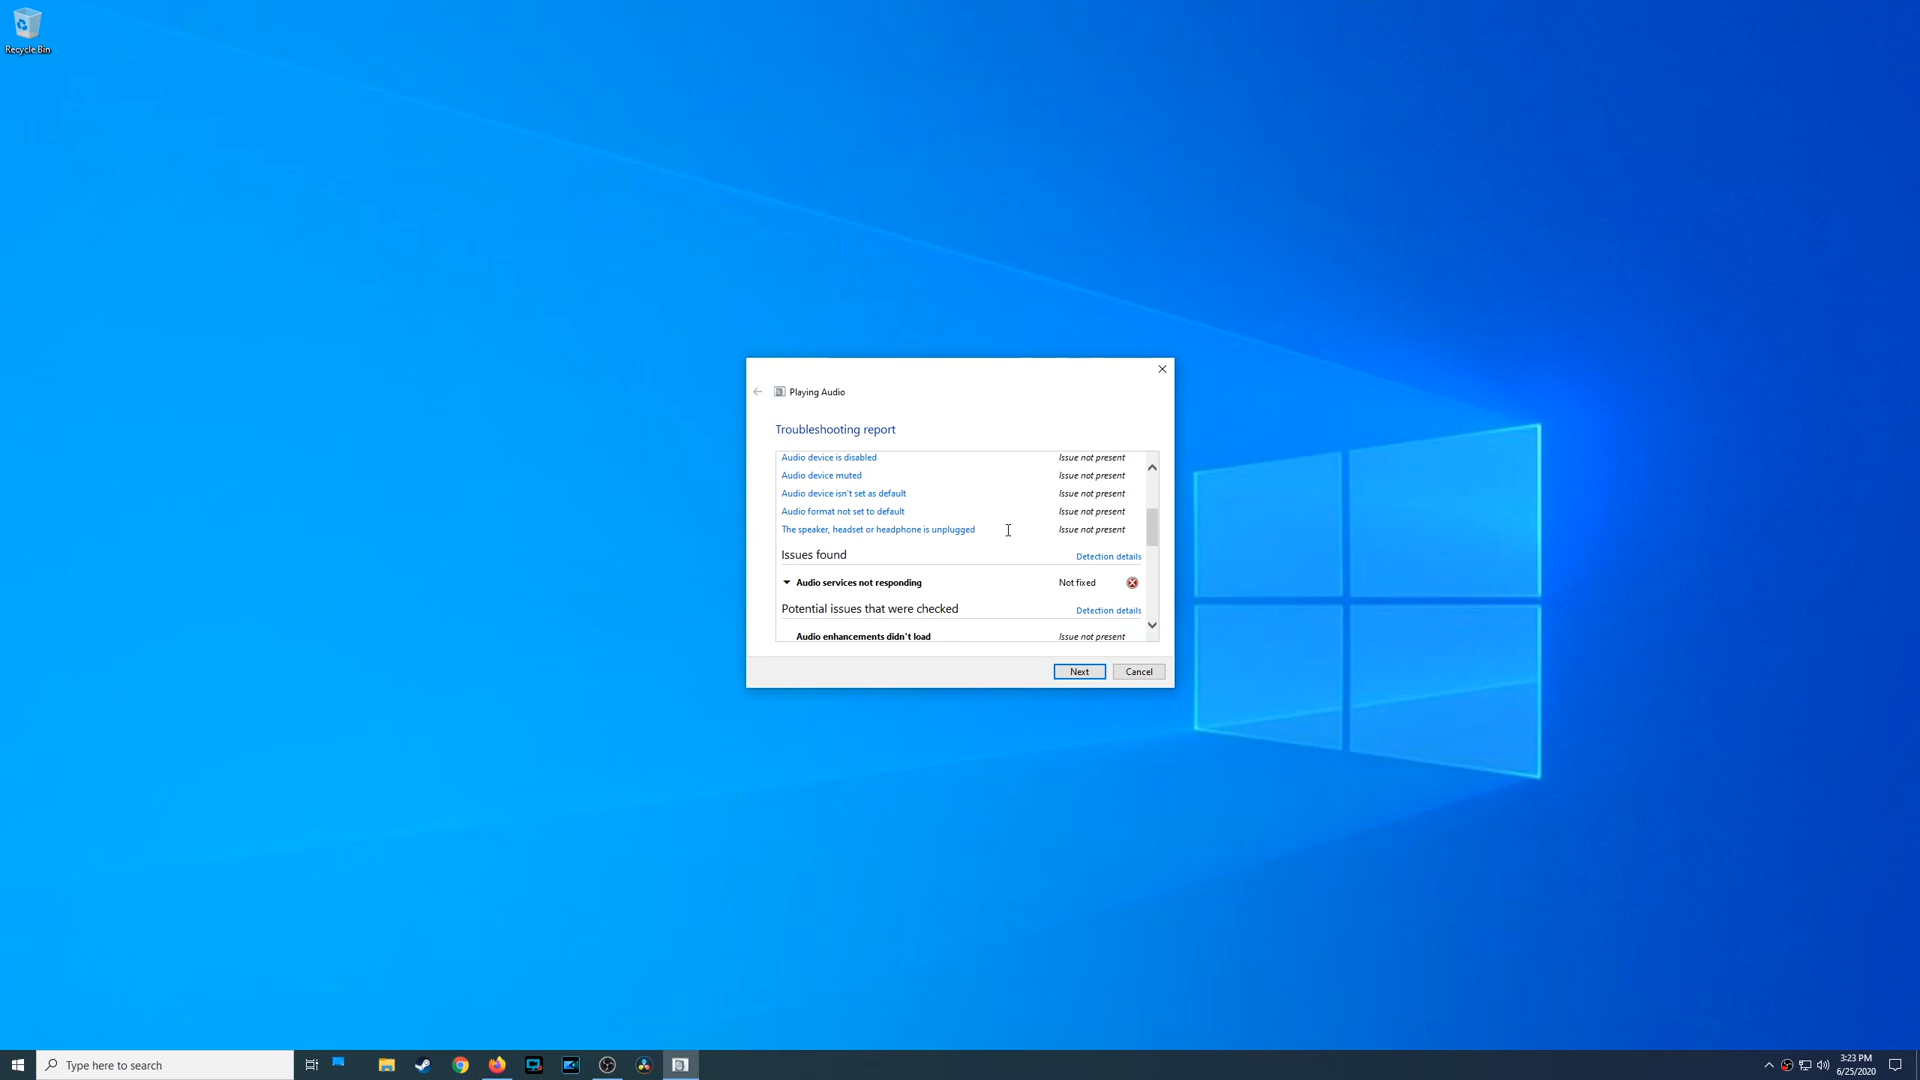 Recycle Bin
Playing Audio
Troubleshooting report
Audio device is disabled Issue not present
Audio device muted Issue not present
Audio device isn't set as default Issue not present
Audio format not set to default Issue not present
The speaker, headset or headphone is unplugged Issue not present
Issues found Detection details
Audio services not responding Not fixed
Potential issues that were checked Detection details
Audio enhancements didn't load Issue not present
Next Cancel
Type here to search
3:23 PM
6/25/2020